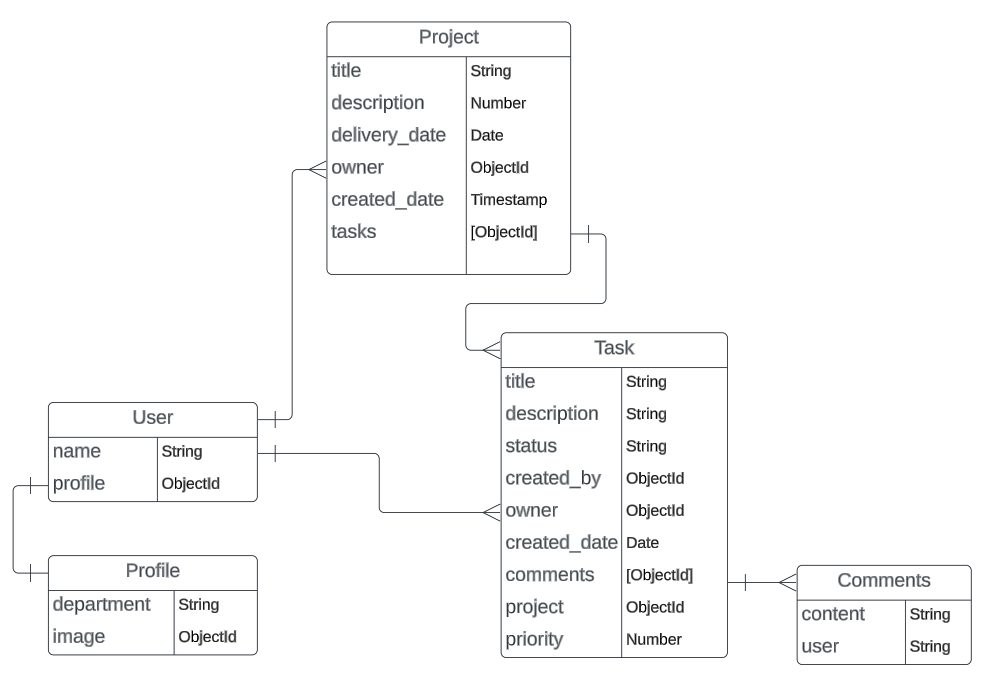 Project
title String
description Number
delivery_date Date
owner ObjectId
created_date Timestamp
tasks [ObjectId]
Task
title String
description String
status String
created_by ObjectId
owner ObjectId
created_date Date
comments [ObjectId]
project ObjectId
priority Number
User
name String
profile ObjectId
Profile
department String
image ObjectId
Comments
content String
user String